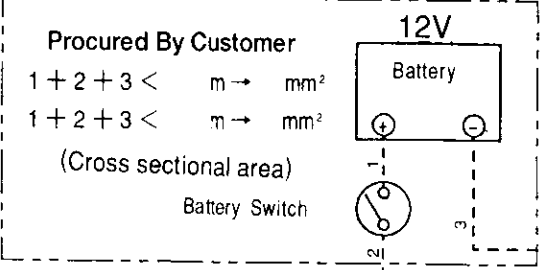 12V
Procured By Customer
1 + 2 + 3 < m → mm²
1 + 2 + 3 < m → mm²
(Cross sectional area)
Battery
+
−
1
Battery Switch
2
3